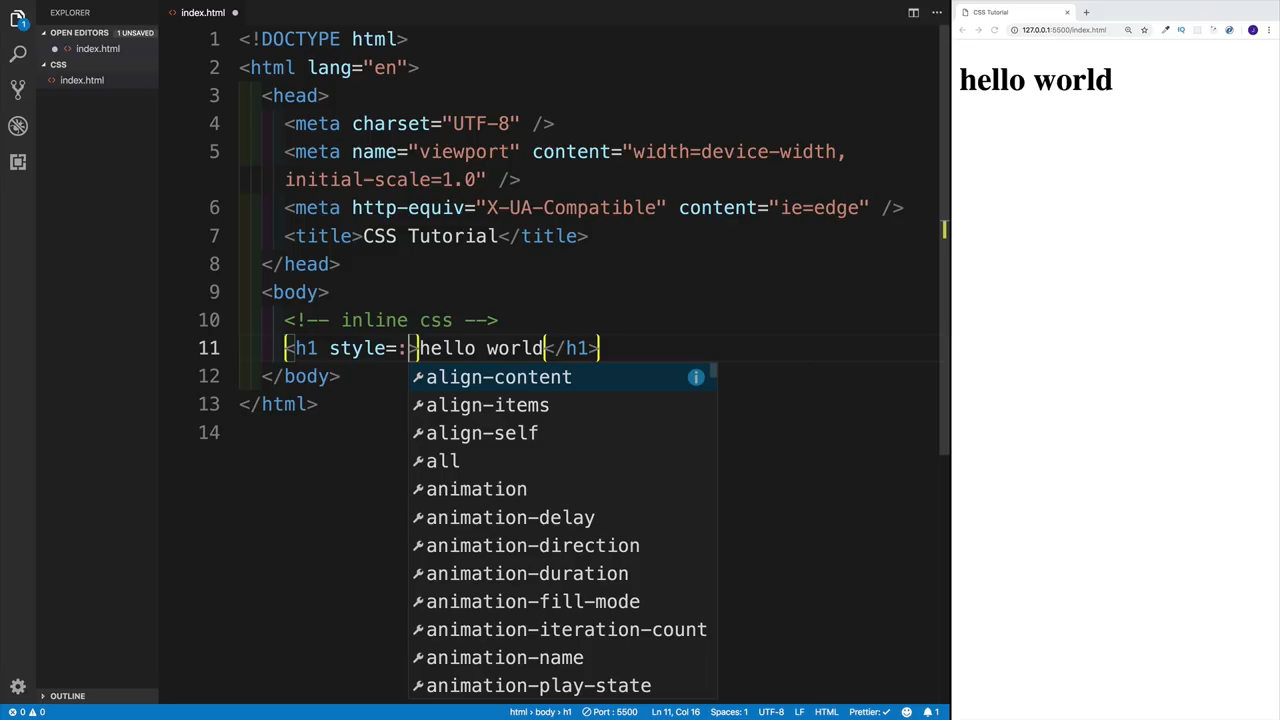 EXPLORER
OPEN EDITORS 1 UNSAVED
index.html
CSS
index.html
OUTLINE
1
index.html
1 <!DOCTYPE html>
2 <html lang="en">
3 <head>
4 <meta charset="UTF-8" />
5 <meta name="viewport" content="width=device-width,
initial-scale=1.0" />
6 <meta http-equiv="X-UA-Compatible" content="ie=edge" />
7 <title>CSS Tutorial</title>
8 </head>
9 <body>
10 <!-- inline css -->
11 <h1 style=:>hello world</h1>
12 </body>
13 </html>
14
align-content
align-items
align-self
all
animation
animation-delay
animation-direction
animation-duration
animation-fill-mode
animation-iteration-count
animation-name
animation-play-state
0 0 html › body › h1 Port : 5500 Ln 11, Col 16 Spaces: 1 UTF-8 LF HTML Prettier: ✓ 1
CSS Tutorial
127.0.0.1:5500/index.html IQ J
hello world